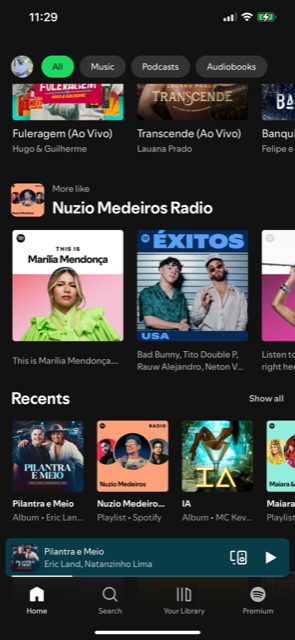 11:29
All
Music
Podcasts
Audiobooks
FULERAGEM
LAUANA PRADO
TRANSCENDE
Fuleragem (Ao Vivo)
Hugo & Guilherme
Transcende (Ao Vivo)
Lauana Prado
Banqui
Felipe e
More like
Nuzio Medeiros Radio
THIS IS
Marília Mendonça
ÉXITOS
USA
This is Marília Mendonça....
Bad Bunny, Tito Double P,
Rauw Alejandro, Neton V...
Listen to
right her
Recents
Show all
PILANTRA
E MEIO
RADIO
IA
Pilantra e Meio
Album • Eric Lan...
Nuzio Medeiro...
Playlist • Spotify
IA
Album • MC Kev...
Maiara
Playlist
Pilantra e Meio
Eric Land, Natanzinho Lima
Home
Search
Your Library
Premium